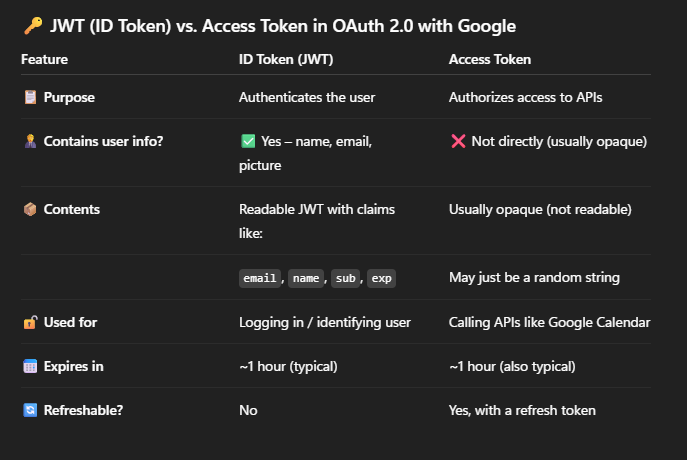 🔑 JWT (ID Token) vs. Access Token in OAuth 2.0 with Google
Feature ID Token (JWT) Access Token
📋 Purpose Authenticates the user Authorizes access to APIs
🤷‍♂️ Contains user info? ✅ Yes – name, email, ❌ Not directly (usually opaque)
picture
📦 Contents Readable JWT with claims Usually opaque (not readable)
like:
email, name, sub, exp May just be a random string
🔓 Used for Logging in / identifying user Calling APIs like Google Calendar
📅 Expires in ~1 hour (typical) ~1 hour (also typical)
🔄 Refreshable? No Yes, with a refresh token